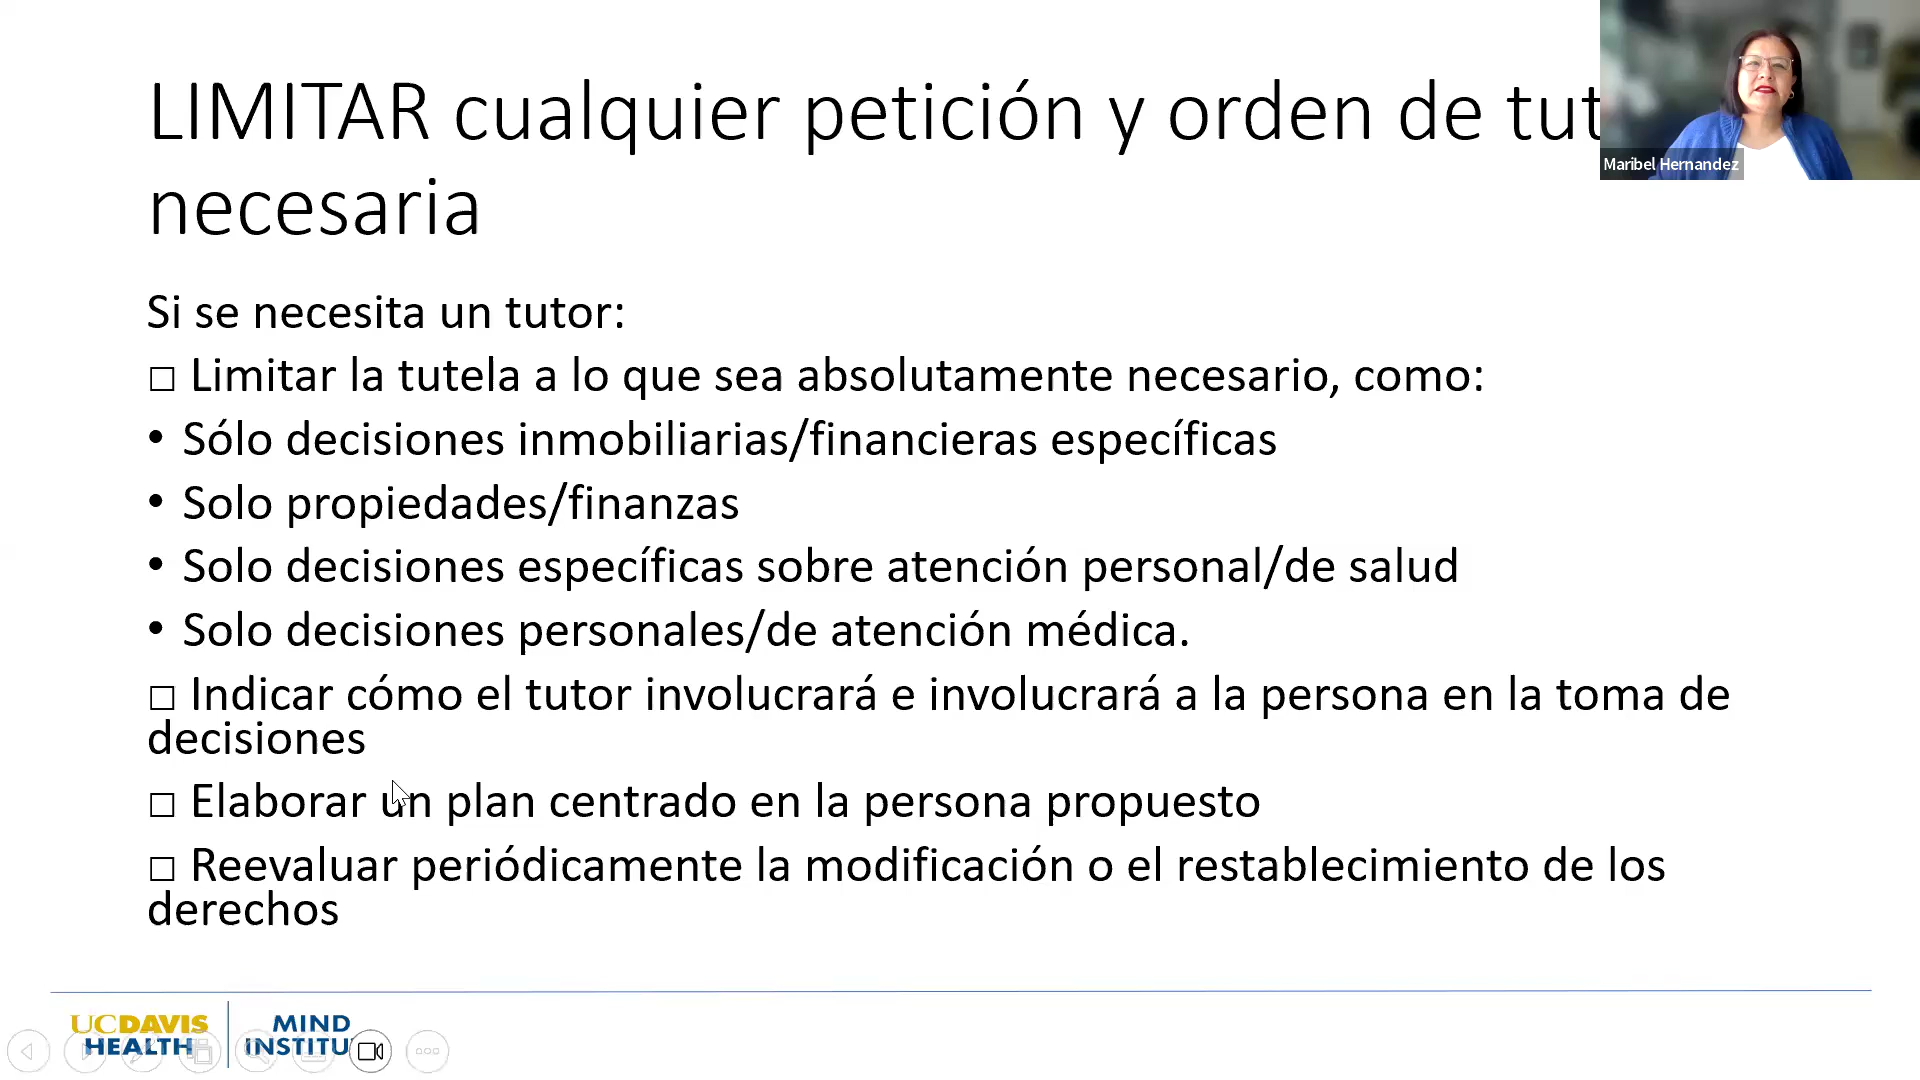 LIMITAR cualquier petición y orden de tut
necesaria
Maribel Hernandez
Si se necesita un tutor:
□ Limitar la tutela a lo que sea absolutamente necesario, como:
• Sólo decisiones inmobiliarias/financieras específicas
• Solo propiedades/finanzas
• Solo decisiones específicas sobre atención personal/de salud
• Solo decisiones personales/de atención médica.
□ Indicar cómo el tutor involucrará e involucrará a la persona en la toma de
decisiones
□ Elaborar un plan centrado en la persona propuesto
□ Reevaluar periódicamente la modificación o el restablecimiento de los
derechos
UCDAVIS
HEALTH
MIND
INSTITU